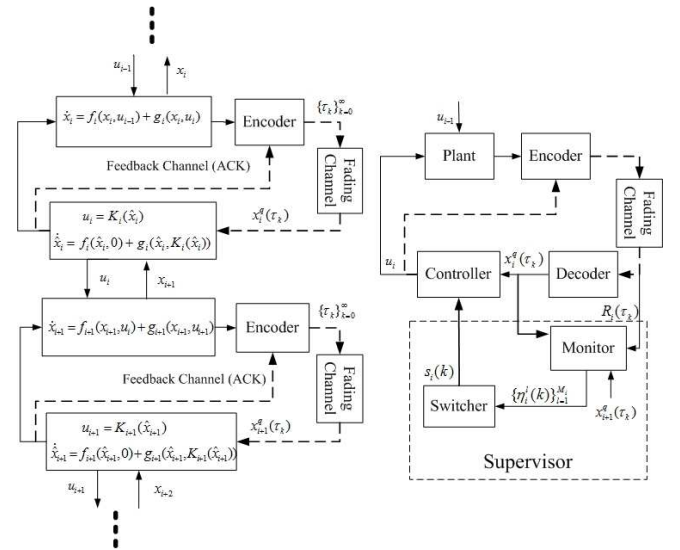 u_{i-1}
x_i
ẋ_i = f_i(x_i, u_{i-1}) + g_i(x_i, u_i)
Encoder
{τ_k}_{k=0}^∞
Feedback Channel (ACK)
Fading Channel
u_i = K_i(x̂_i)
x̂̇_i = f_i(x̂_i, 0) + g_i(x̂_i, K_i(x̂_i))
x_i^q(τ_k)
u_i
x_{i+1}
ẋ_{i+1} = f_{i+1}(x_{i+1}, u_i) + g_{i+1}(x_{i+1}, u_{i+1})
Encoder
{τ_k}_{k=0}^∞
Feedback Channel (ACK)
Fading Channel
u_{i+1} = K_{i+1}(x̂_{i+1})
x̂̇_{i+1} = f_{i+1}(x̂_{i+1}, 0) + g_{i+1}(x̂_{i+1}, K_{i+1}(x̂_{i+1}))
x_{i+1}^q(τ_k)
u_{i+1}
x_{i+2}
u_{i-1}
Plant
Encoder
Fading Channel
u_i
Controller
x_i^q(τ_k)
Decoder
R_i(τ_k)
Monitor
s_i(k)
Switcher
{η_i^l(k)}_{l=1}^{M_i}
x_{i+1}^q(τ_k)
Supervisor